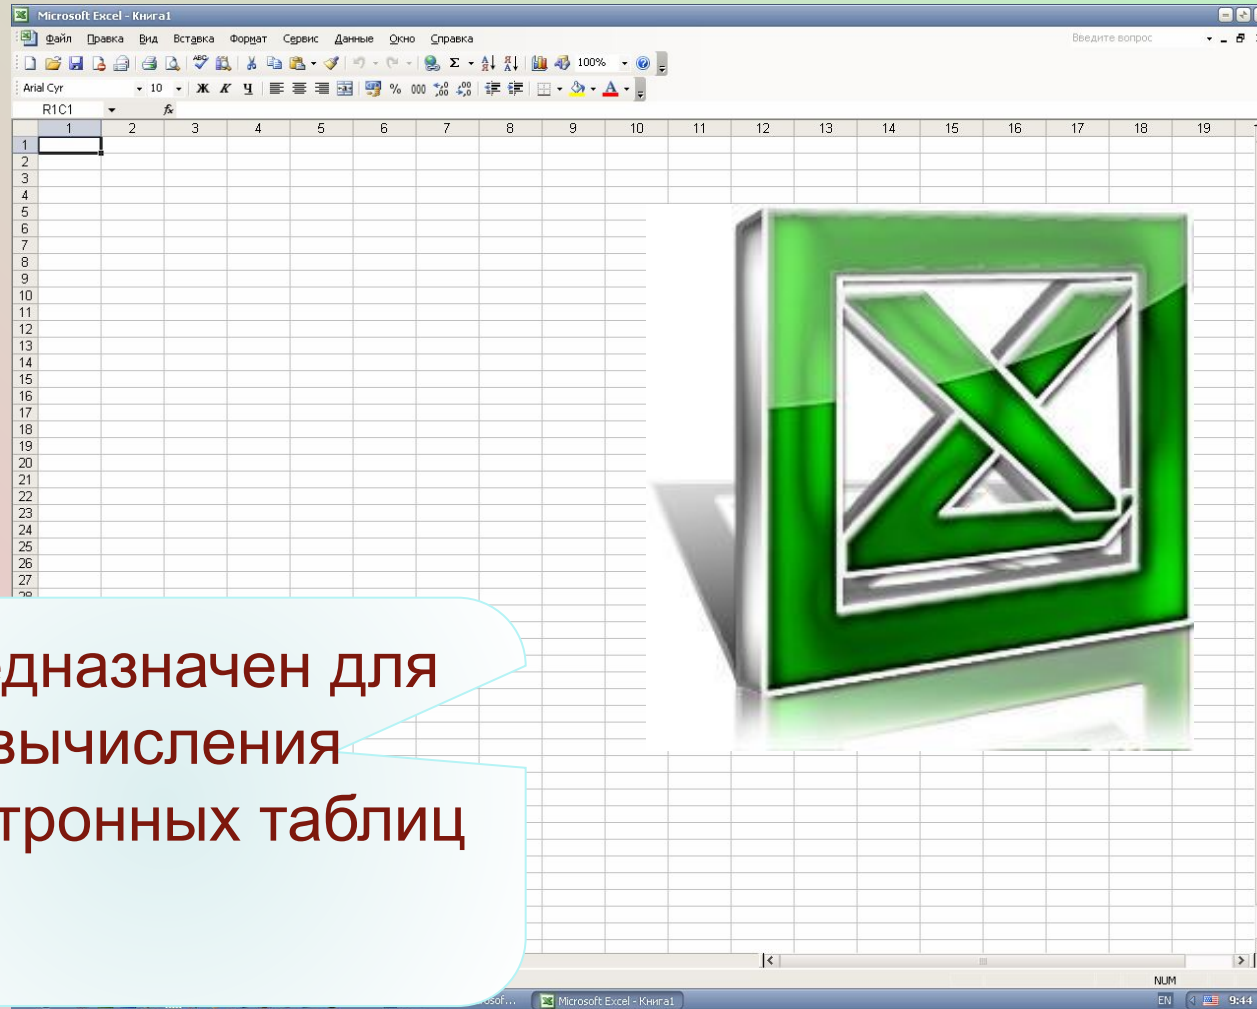 Microsoft Excel - Книга1
Файл Правка Вид Вставка Формат Сервис Данные Окно Справка Введите вопрос
100%
Arial Cyr 10 Ж К Ч % 000
R1C1 fx
1 2 3 4 5 6 7 8 9 10 11 12 13 14 15 16 17 18 19
1
2
3
4
5
6
7
8
9
10
11
12
13
14
15
16
17
18
19
20
21
22
23
24
25
26
27
28
едназначен для
вычисления
тронных таблиц
NUM
Microsoft Excel - Книга1 EN 9:44